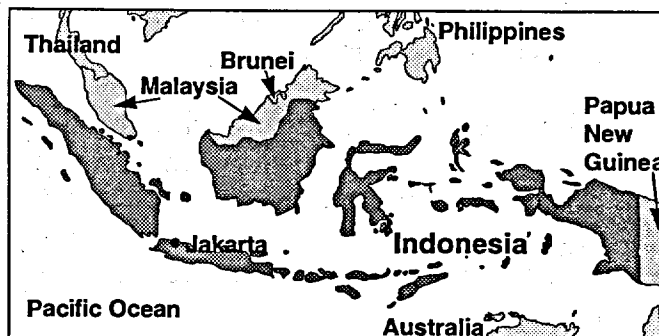 Philippines
Thailand
Brunei
Malaysia
Papua
New
Guinea
Jakarta
Indonesia
Pacific Ocean
Australia